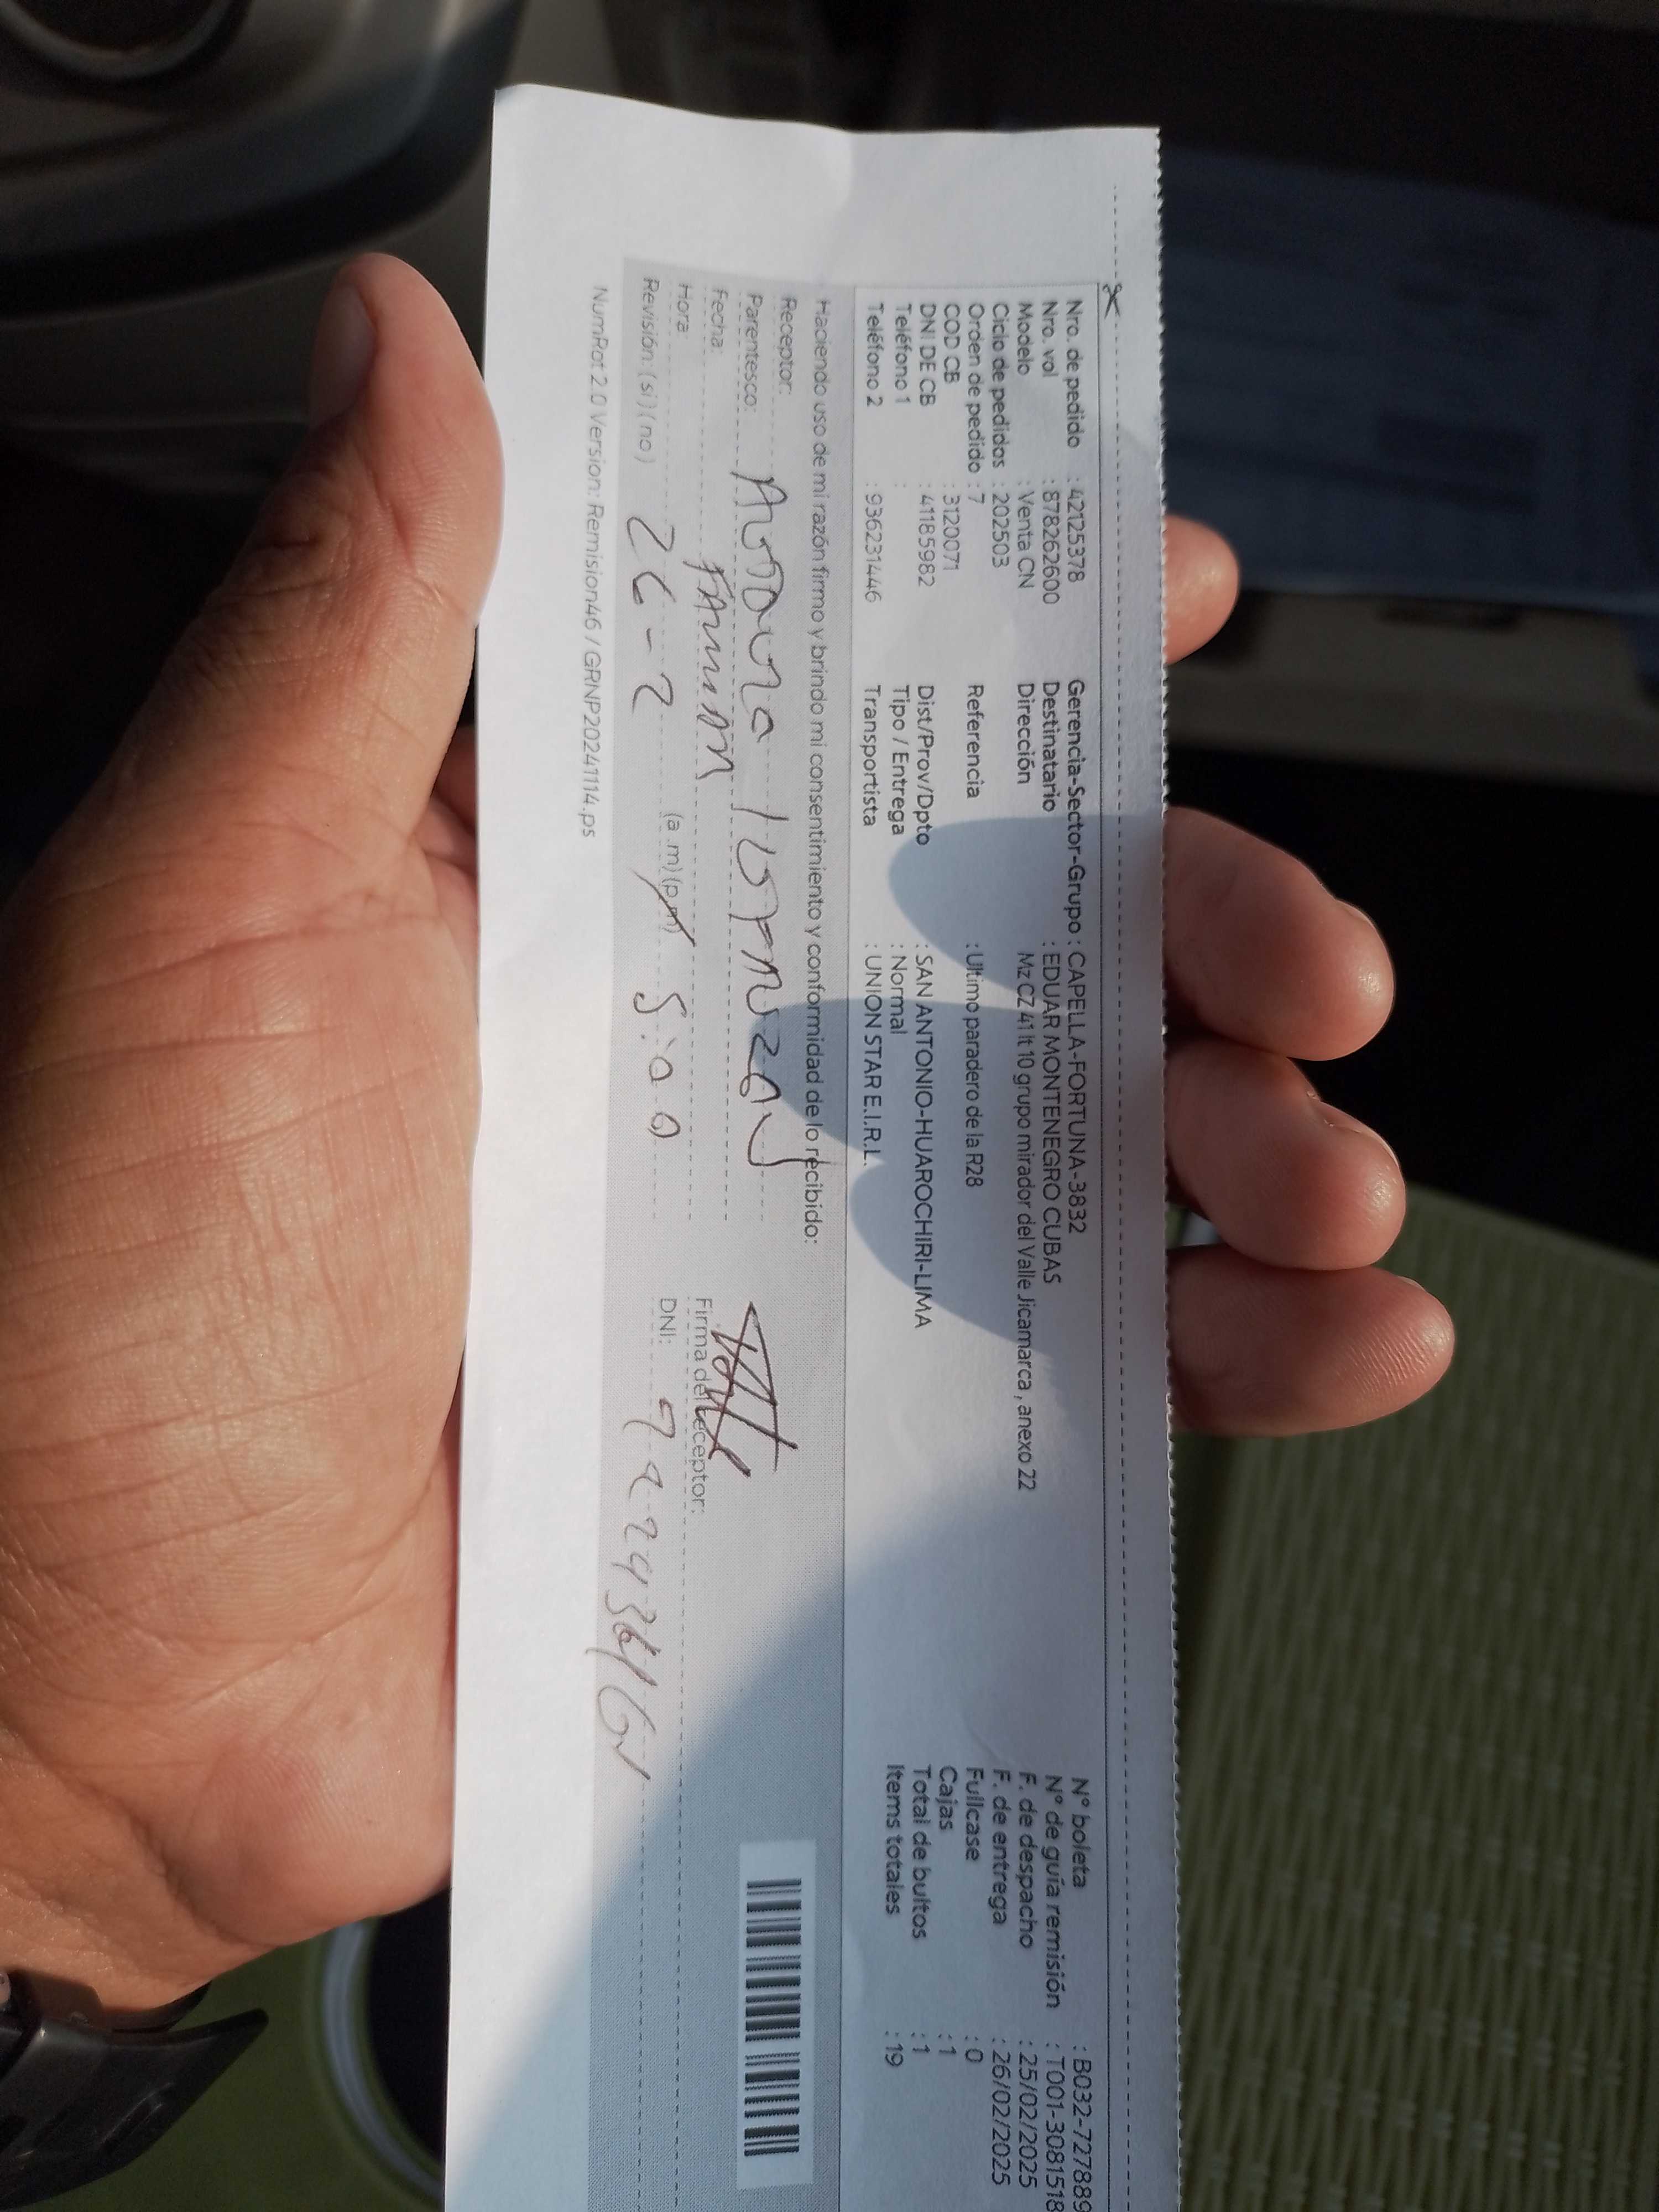 Nro. de pedido : 42125378 Gerencia-Sector-Grupo : CAPELLA-FORTUNA-3832 N° boleta : B032-727889
Nro. vol : 878262600 Destinatario : EDUAR MONTENEGRO CUBAS N° de guía remisión : T001-3081518
Modelo : Venta CN Dirección Mz CZ 41 lt 10 grupo mirador del Valle Jicamarca , anexo 22 F. de despacho : 25/02/2025
Ciclo de pedidos : 202503 F. de entrega : 26/02/2025
Orden de pedido : 7 Referencia : Ultimo paradero de la R28 Fullcase : 0
COD CB : 3120071 Cajas : 1
DNI DE CB : 41185982 Dist/Prov/Dpto : SAN ANTONIO-HUAROCHIRI-LIMA Total de bultos : 1
Teléfono 1 : Tipo / Entrega : Normal Items totales : 19
Teléfono 2 : 936231446 Transportista : UNION STAR E.I.R.L.
Haciendo uso de mi razón firmo y brindo mi consentimiento y conformidad de lo recibido:
Receptor:
Parentesco:
Fecha:
Hora: (a.m) (p.m) Firma del receptor:
Revisión: (si) (no) 26-2 5:00 DNI:
NumRot 2.0 Version: Remision46 / GRNP20241114.ps